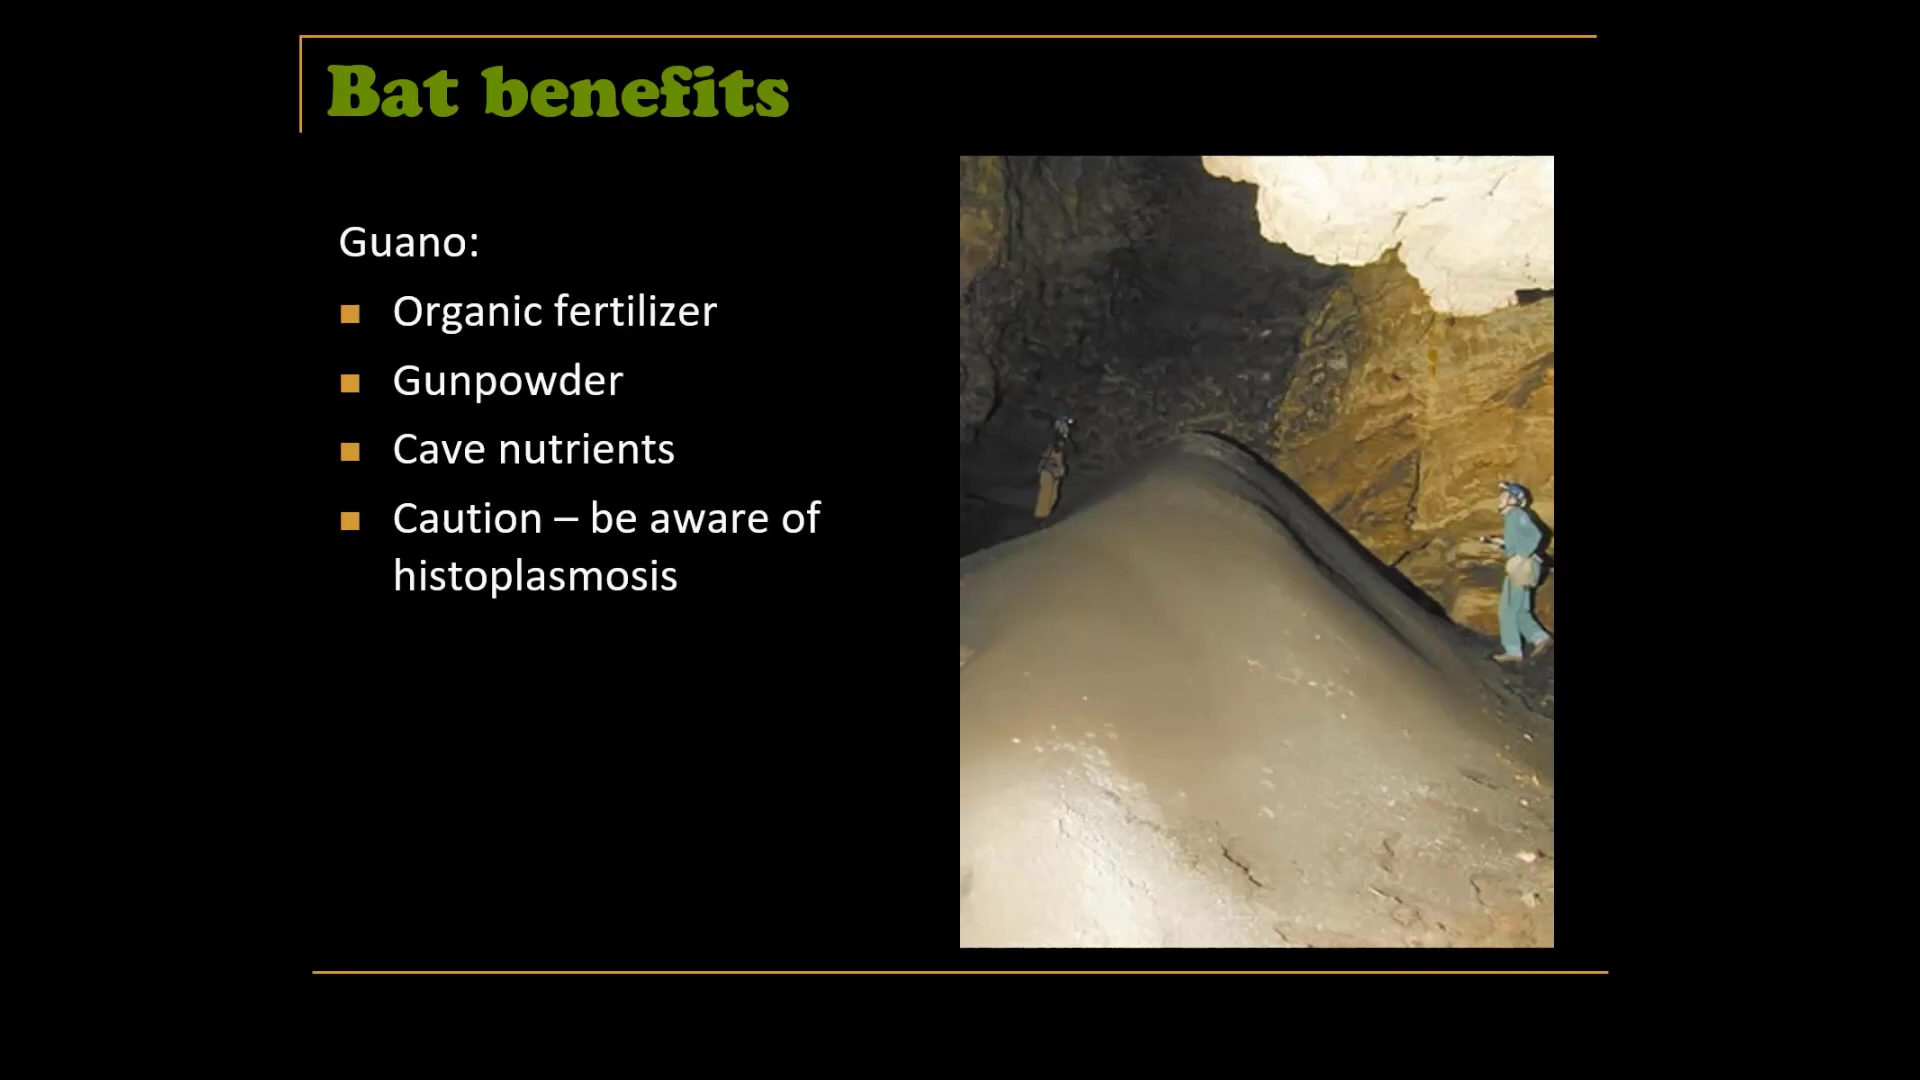 Bat benefits
Guano:
Organic fertilizer
Gunpowder
Cave nutrients
Caution – be aware of
histoplasmosis